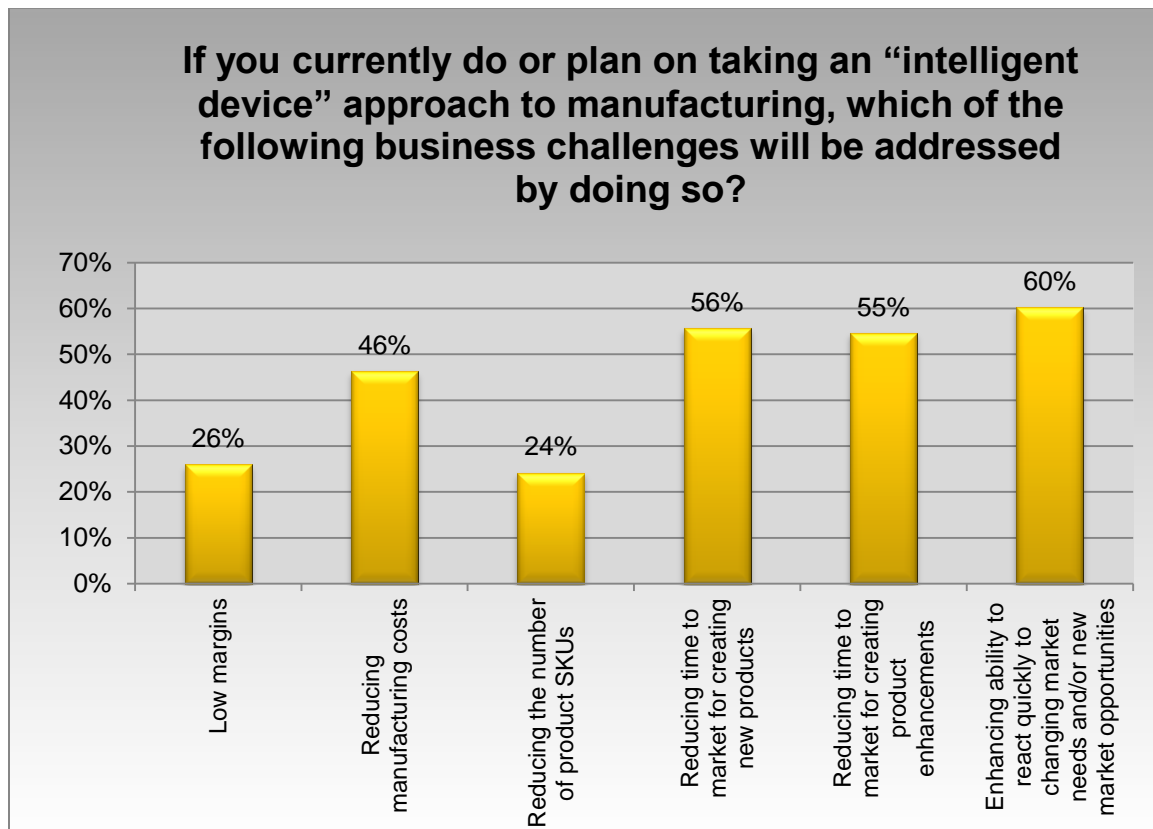 If you currently do or plan on taking an “intelligent
device” approach to manufacturing, which of the
following business challenges will be addressed
by doing so?
70%
60%
50%
40%
30%
20%
10%
0%
26%
46%
24%
56%
55%
60%
Low margins
Reducing
manufacturing costs
Reducing the number
of product SKUs
Reducing time to
market for creating
new products
Reducing time to
market for creating
product
enhancements
Enhancing ability to
react quickly to
changing market
needs and/or new
market opportunities